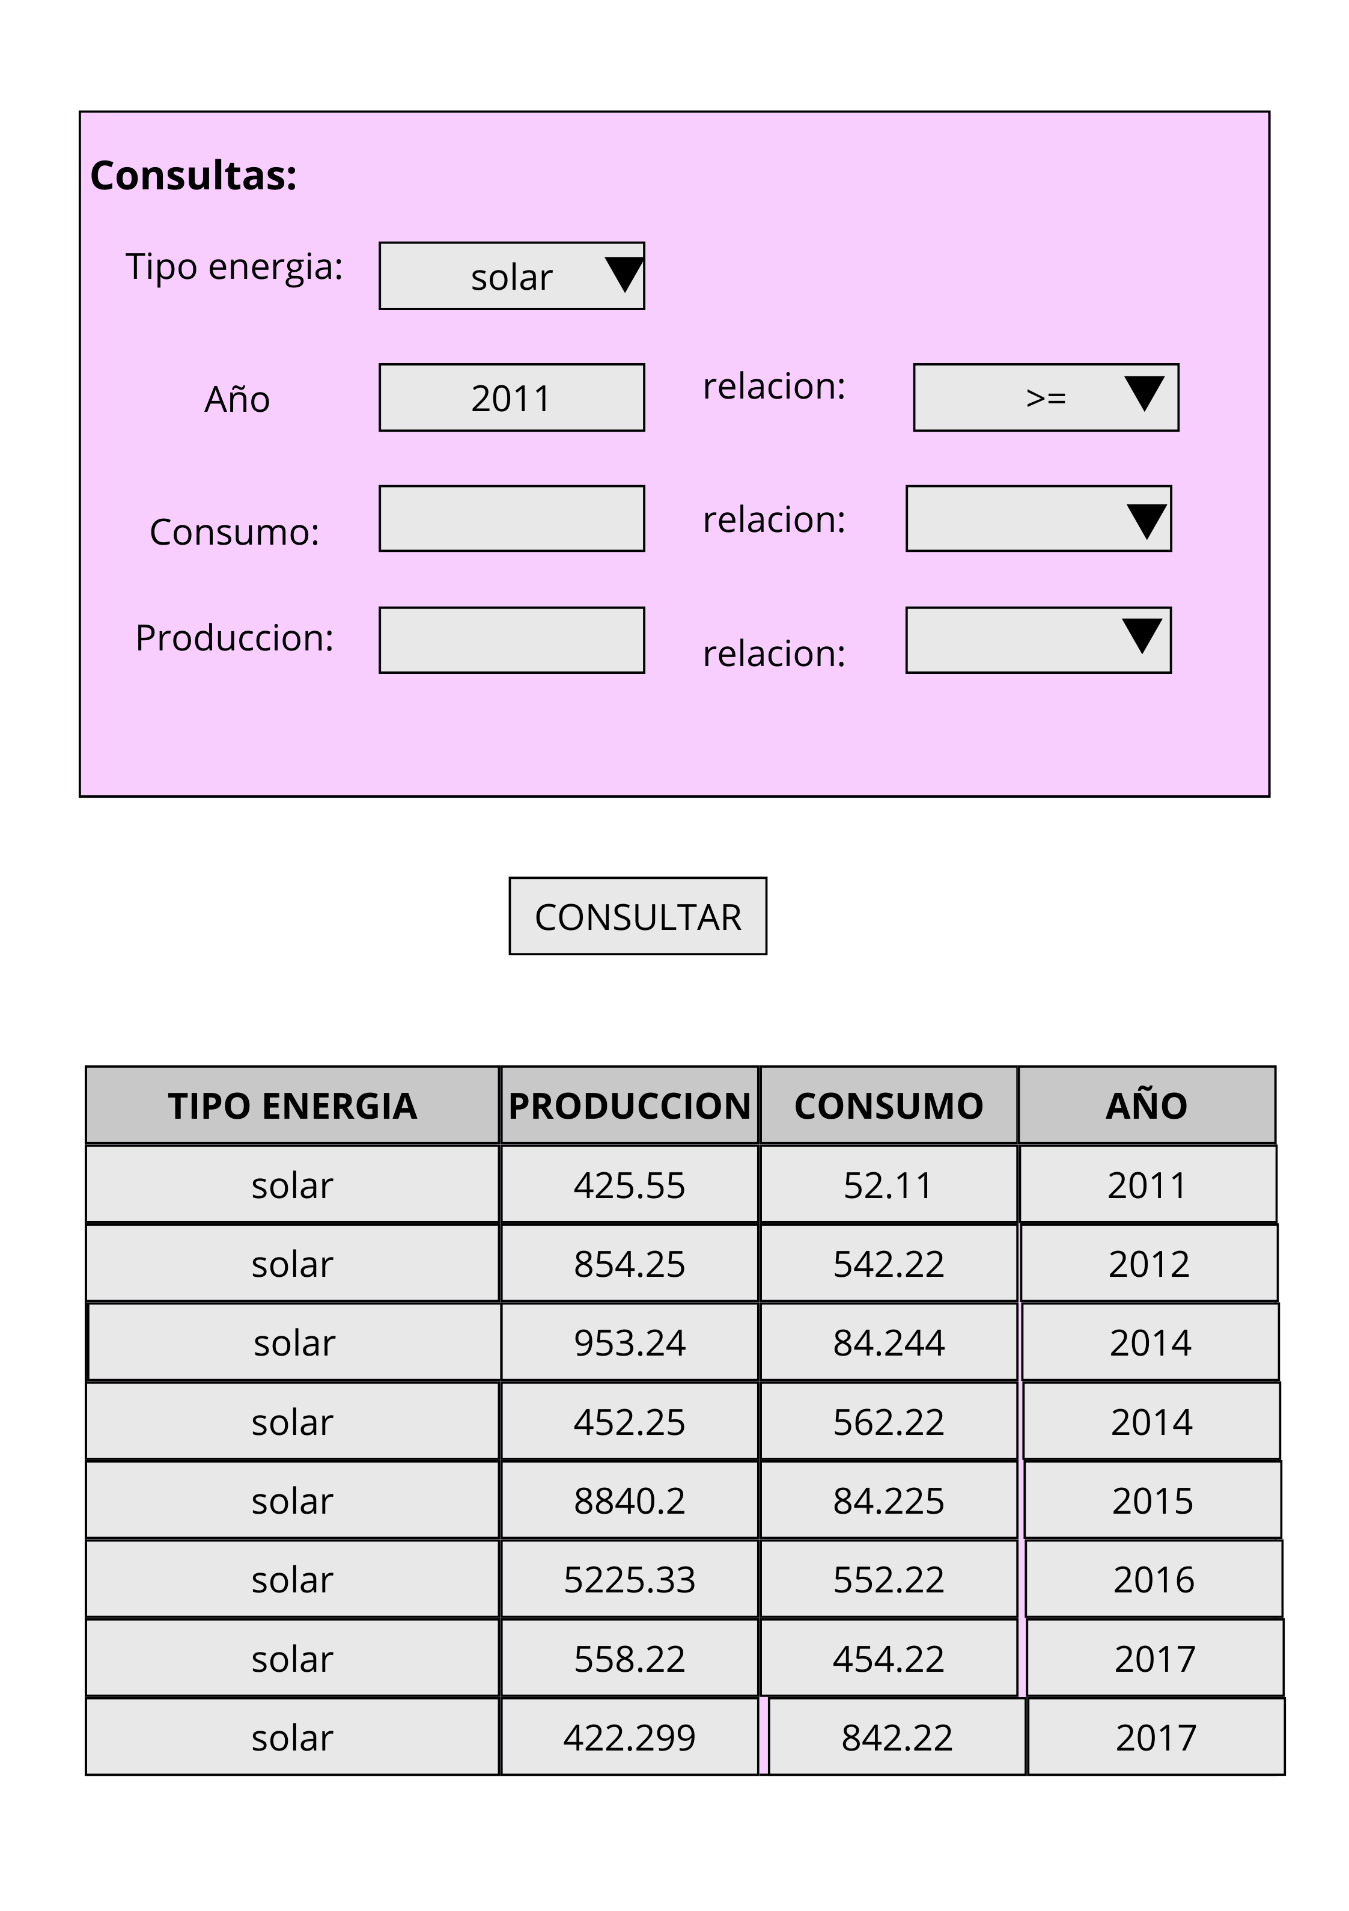 Consultas:
Tipo energia: solar
Año 2011 relacion: >=
Consumo: relacion:
Produccion: relacion:
CONSULTAR
TIPO ENERGIA PRODUCCION CONSUMO AÑO
solar 425.55 52.11 2011
solar 854.25 542.22 2012
solar 953.24 84.244 2014
solar 452.25 562.22 2014
solar 8840.2 84.225 2015
solar 5225.33 552.22 2016
solar 558.22 454.22 2017
solar 422.299 842.22 2017